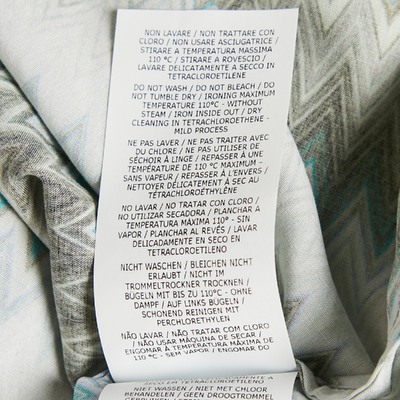 NON LAVARE / NON TRATTARE CON
CLORO / NON USARE ASCIUGATRICE /
STIRARE A TEMPERATURA MASSIMA
110 °C / STIRARE A ROVESCIO /
LAVARE DELICATAMENTE A SECCO IN
TETRACLOROETILENE
DO NOT WASH / DO NOT BLEACH / DO
NOT TUMBLE DRY / IRONING MAXIMUM
TEMPERATURE 110°C - WITHOUT
STEAM / IRON INSIDE OUT / DRY
CLEANING IN TETRACHLOROETHENE -
MILD PROCESS
NE PAS LAVER / NE PAS TRAITER AVEC
DU CHLORE / NE PAS UTILISER DE
SÉCHOIR À LINGE / REPASSER À UNE
TEMPÉRATURE DE 110 °C MAXIMUM -
SANS VAPEUR / REPASSER À L'ENVERS /
NETTOYER DÉLICATEMENT À SEC AU
TÉTRACHLOROÉTHYLÈNE
NO LAVAR / NO TRATAR CON CLORO /
NO UTILIZAR SECADORA / PLANCHAR A
TEMPERATURA MÁXIMA 110° - SIN
VAPOR / PLANCHAR AL REVÉS / LAVAR
DELICADAMENTE EN SECO EN
TETRACLOROETILENO
NICHT WASCHEN / BLEICHEN NICHT
ERLAUBT / NICHT IM
TROMMELTROCKNER TROCKNEN /
BÜGELN MIT BIS ZU 110°C - OHNE
DAMPF / AUF LINKS BÜGELN /
SCHONEND REINIGEN MIT
PERCHLORETHYLEN
NÃO LAVAR / NÃO TRATAR COM CLORO
/ NÃO USAR MÁQUINA DE SECAR /
ENGOMAR À TEMPERATURA MÁXIMA DE
110 °C - SEM VAPOR / ENGOMAR DO
SECO EM TETRACLOROETILENO
NIET WASSEN / NIET MET CHLOOR
BEHANDELEN / GEEN DROOGTROMMEL